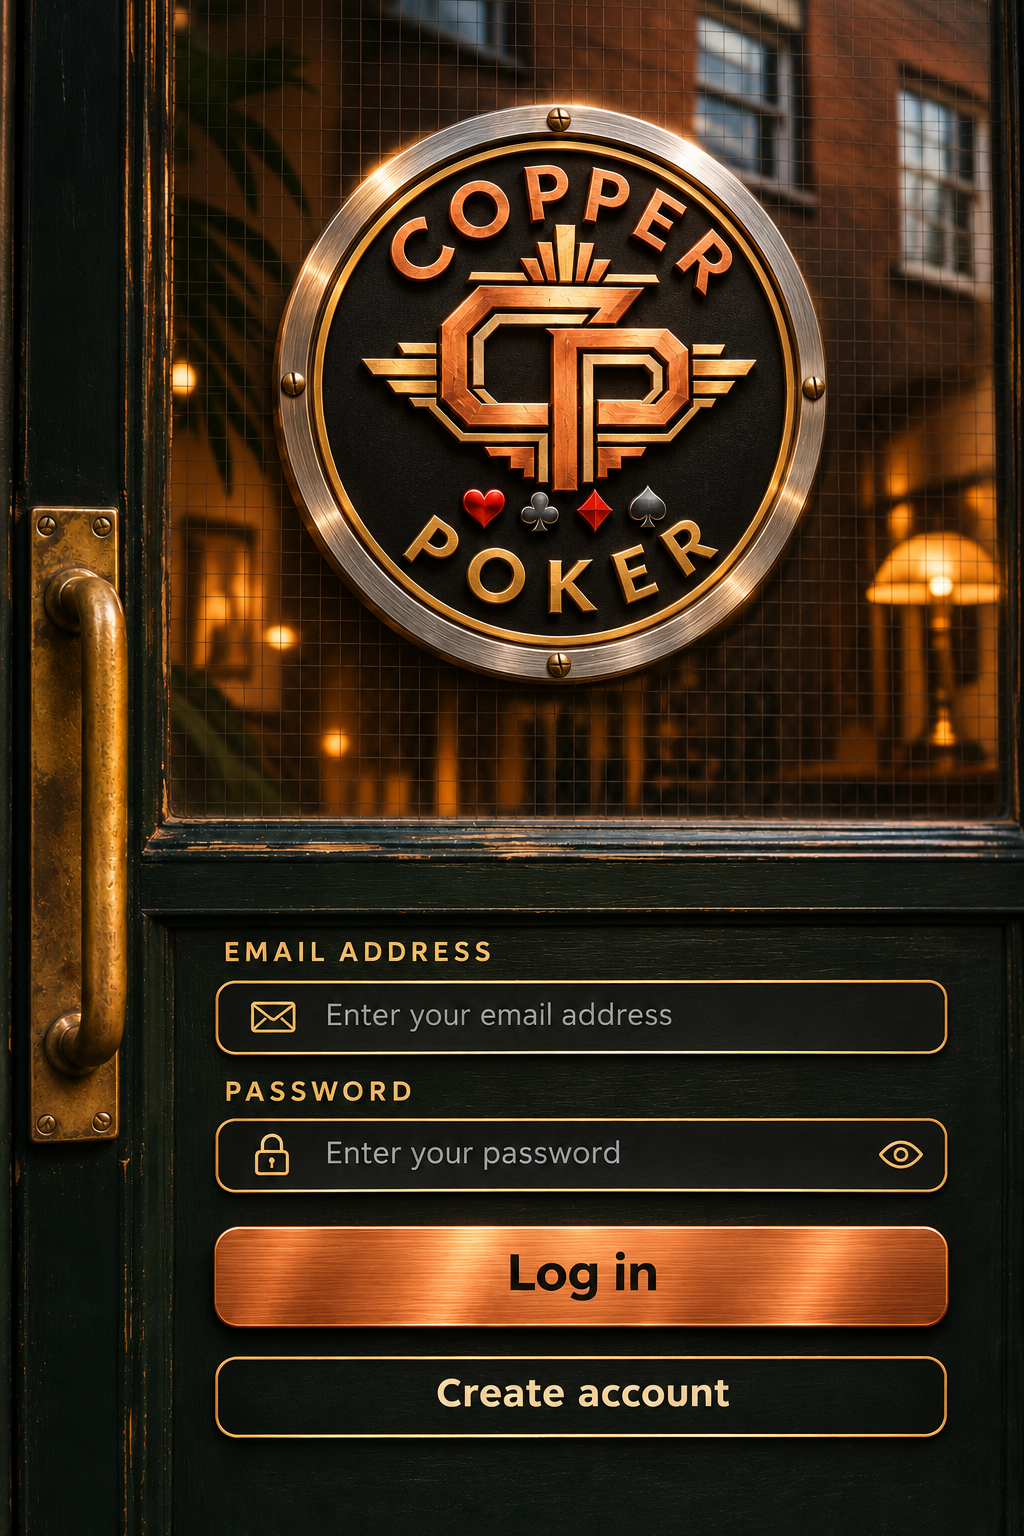 COPPER
CP
POKER
EMAIL ADDRESS
Enter your email address
PASSWORD
Enter your password
Log in
Create account